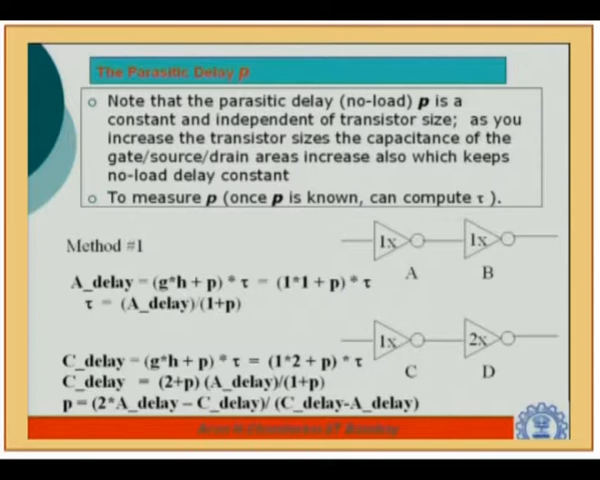 The Parasitic Delay p
o Note that the parasitic delay (no-load) p is a
constant and independent of transistor size; as you
increase the transistor sizes the capacitance of the
gate/source/drain areas increase also which keeps
no-load delay constant
o To measure p (once p is known, can compute τ ).
Method #1
1x 1x
A B
A_delay = (g*h + p) * τ = (1*1 + p) * τ
τ = (A_delay)/(1+p)
1x 2x
C D
C_delay = (g*h + p) * τ = (1*2 + p) * τ
C_delay = (2+p) (A_delay)/(1+p)
p = (2*A_delay – C_delay)/ (C_delay-A_delay)
Bombay